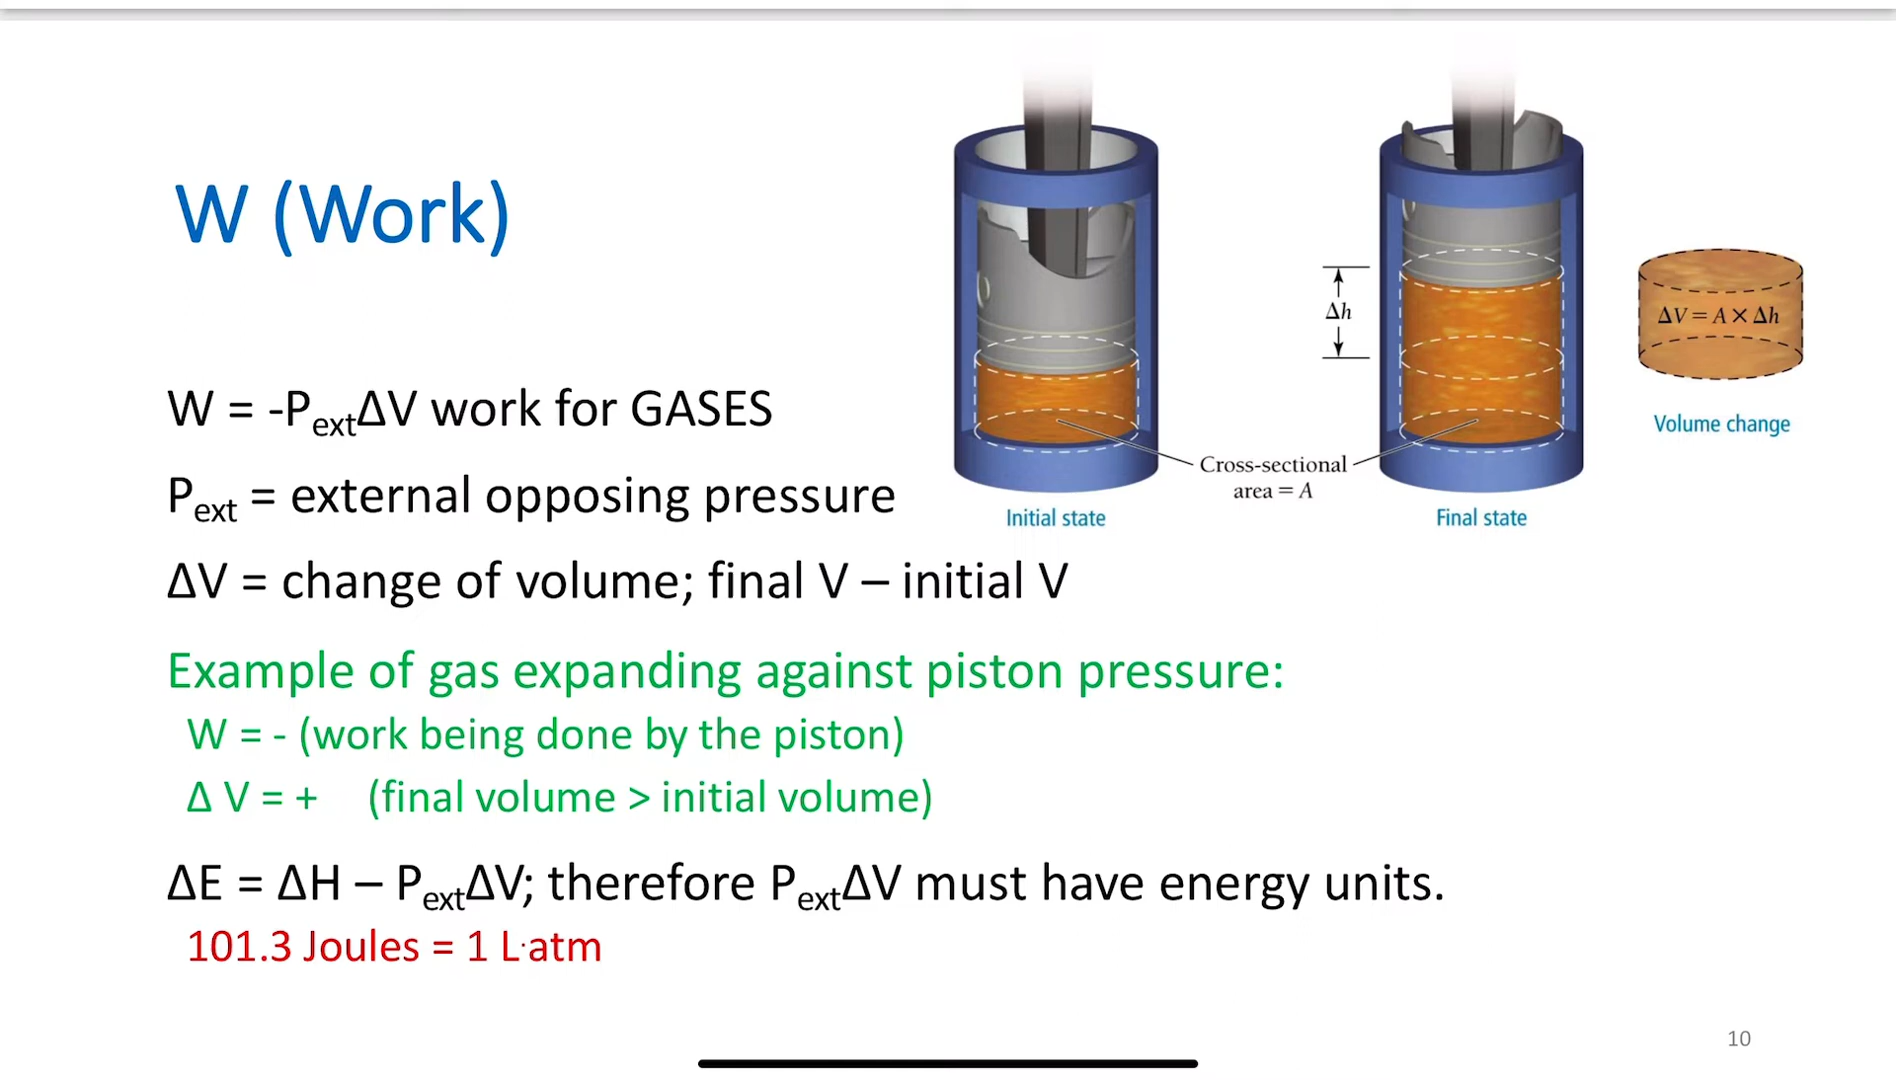 W (Work)
Δh
ΔV = A × Δh
Volume change
Cross-sectional
area = A
Initial state
Final state
W = -PextΔV work for GASES
Pext = external opposing pressure
ΔV = change of volume; final V – initial V
Example of gas expanding against piston pressure:
W = - (work being done by the piston)
Δ V = + (final volume > initial volume)
ΔE = ΔH – PextΔV; therefore PextΔV must have energy units.
101.3 Joules = 1 L·atm
10